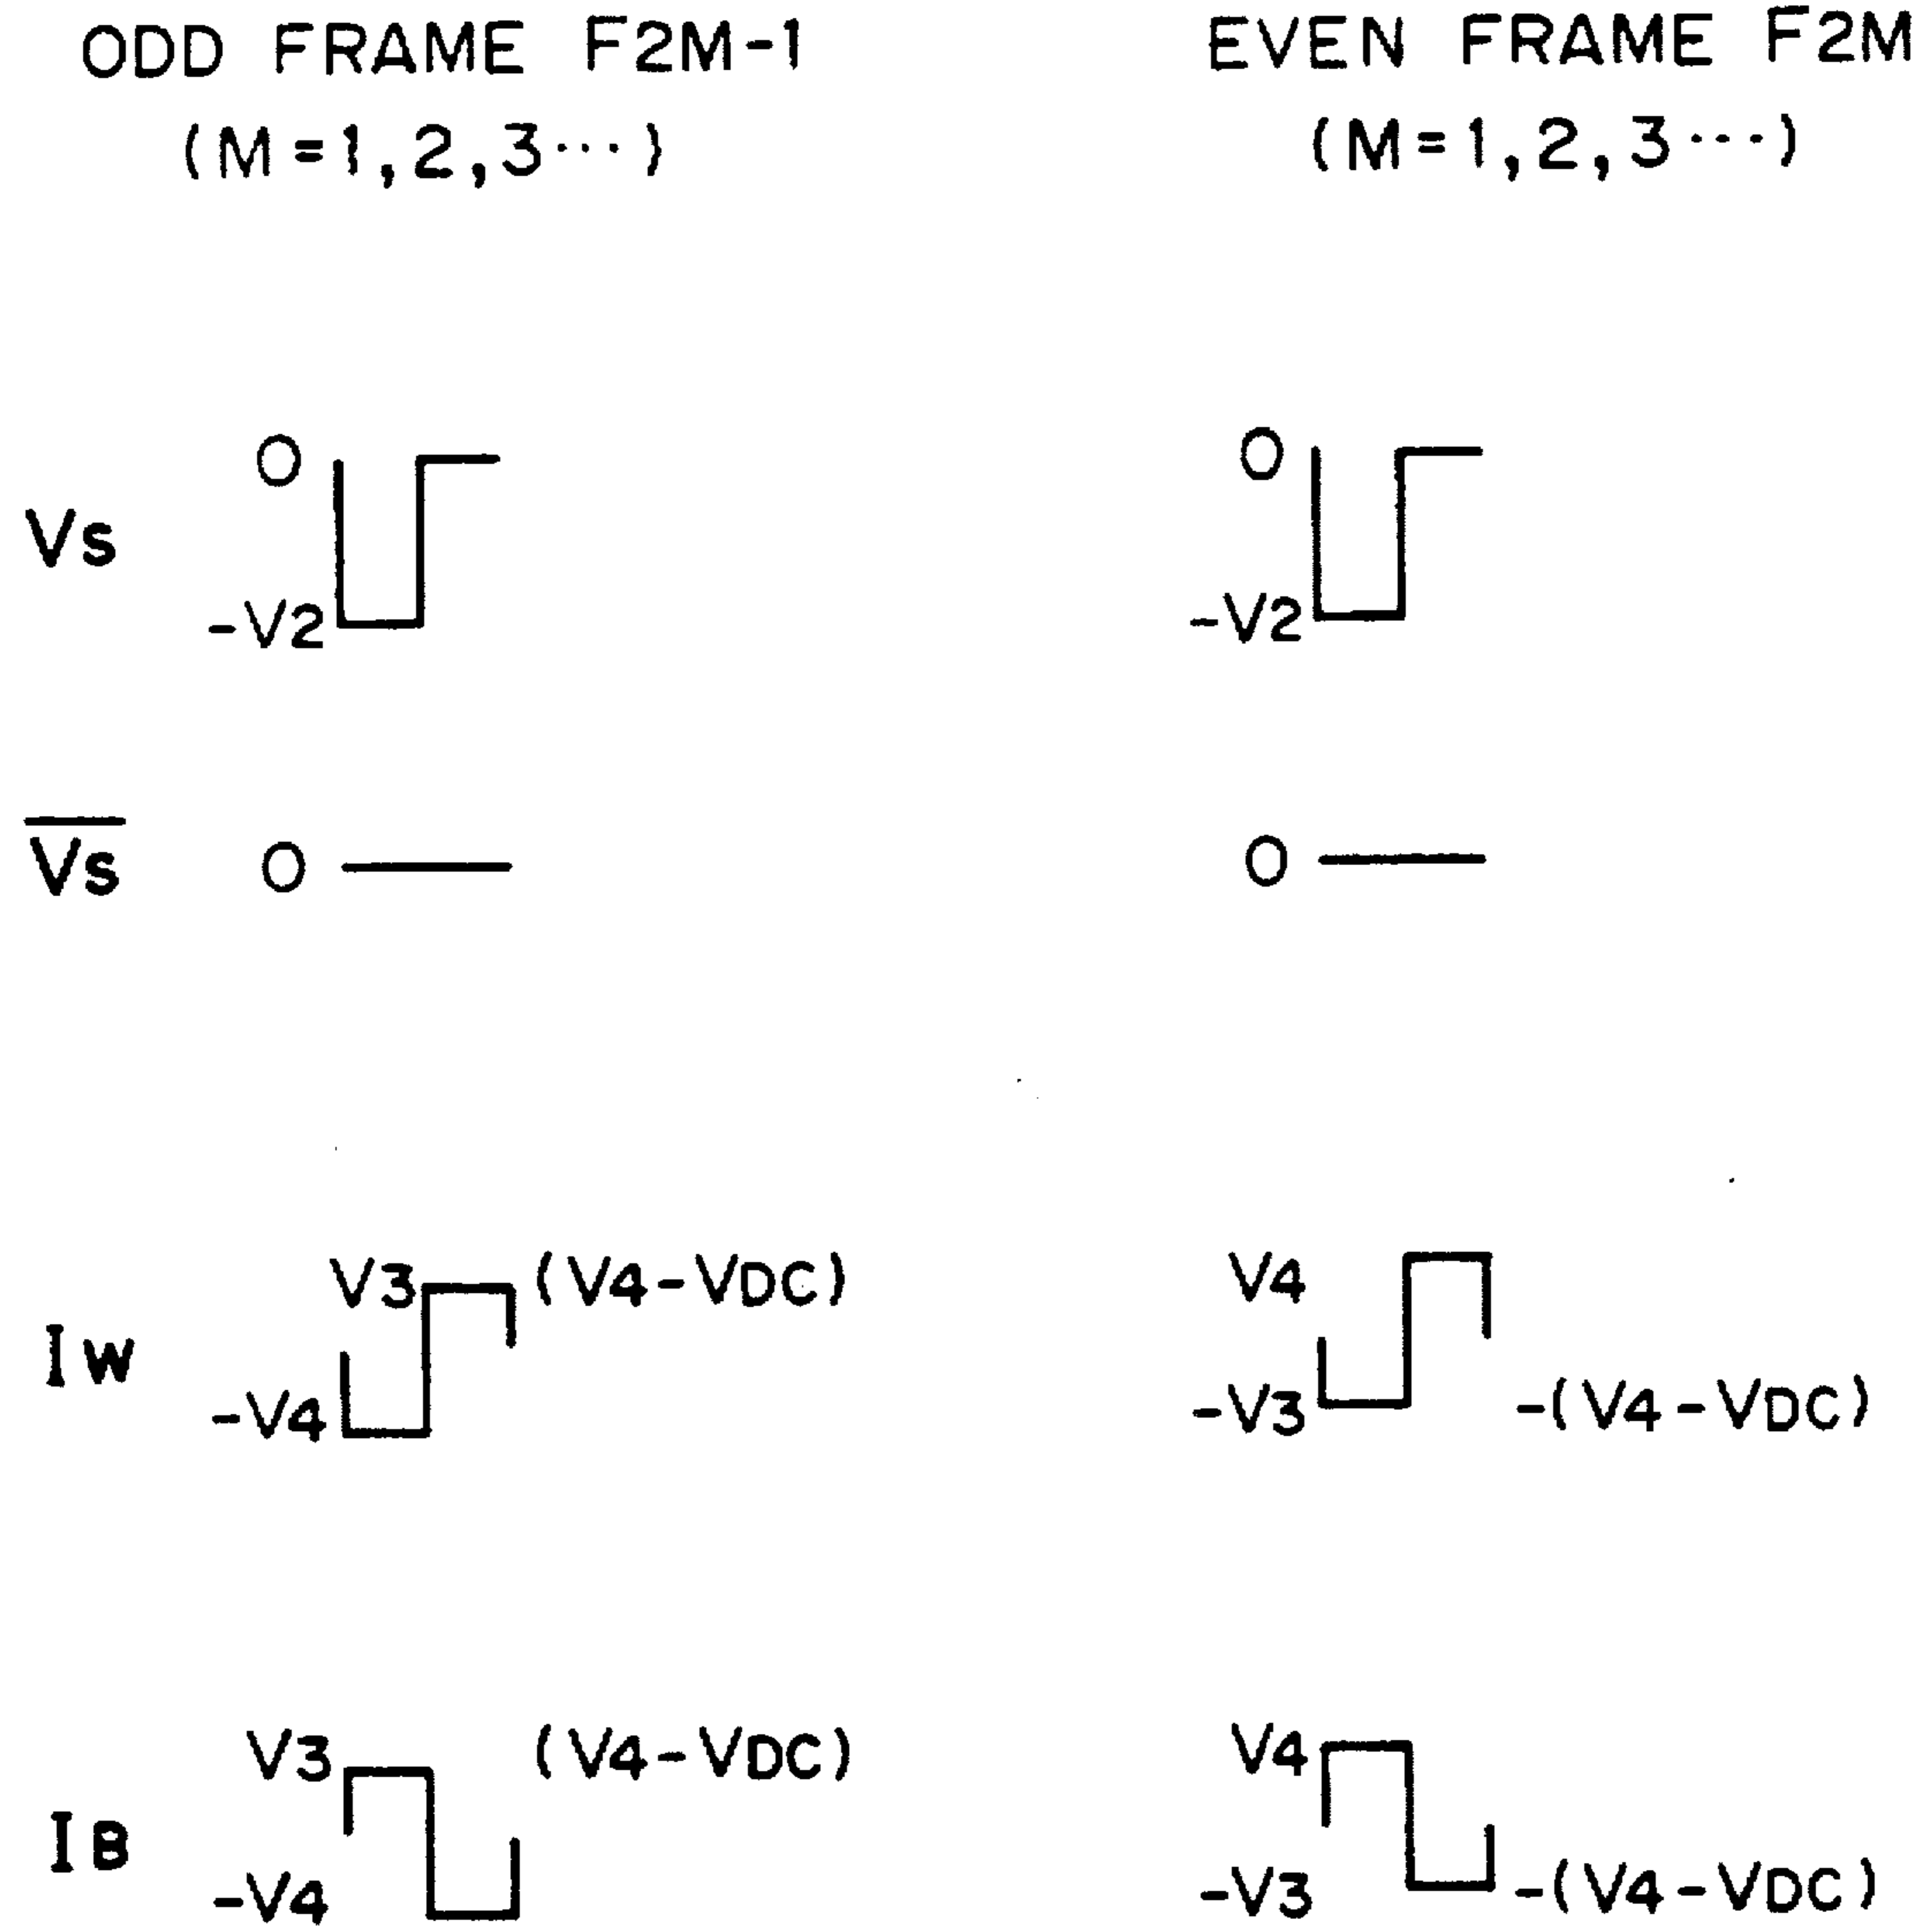 ODD FRAME F2M-1
(M=1,2,3···)
EVEN FRAME F2M
(M=1,2,3···)
Vs
0
-V2
0
-V2
V̅s̅
0
0
IW
V3
(V4-VDC)
-V4
V4
-V3
-(V4-VDC)
IB
V3
(V4-VDC)
-V4
V4
-V3
-(V4-VDC)